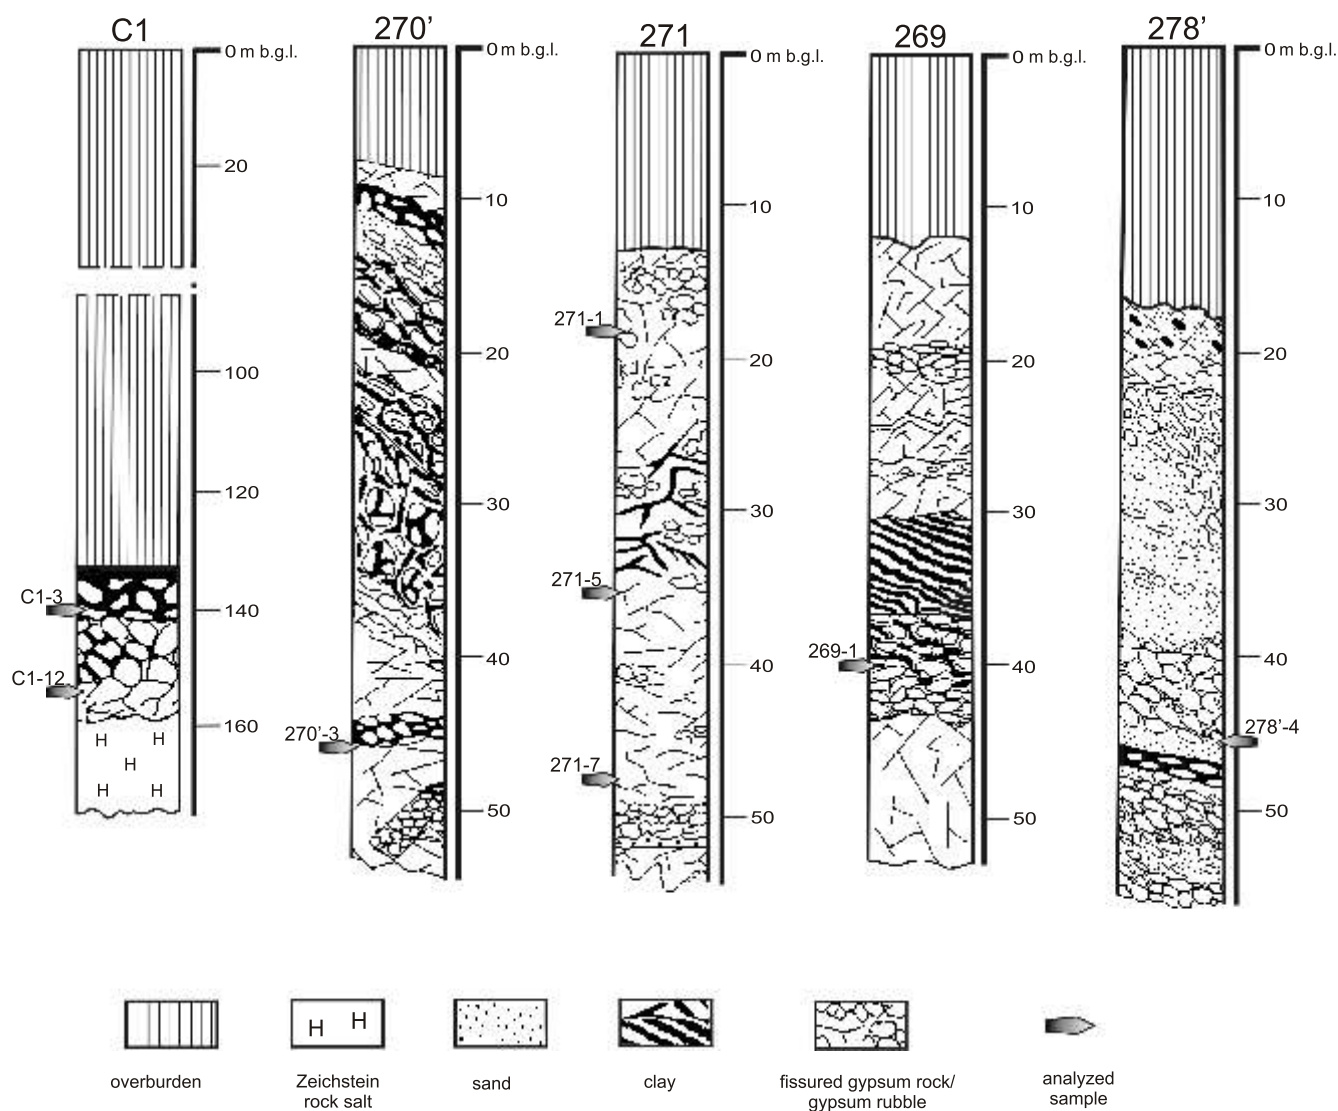 C1
270'
271
269
278'
0 m b.g.l.
0 m b.g.l.
0 m b.g.l.
0 m b.g.l.
0 m b.g.l.
20
100
120
140
160
C1-3
C1-12
10
20
30
40
50
270'-3
10
20
30
40
50
271-1
271-5
271-7
10
20
30
40
50
269-1
10
20
30
40
50
278'-4
H H
H
H H
H H
overburden
Zeichstein
rock salt
sand
clay
fissured gypsum rock/
gypsum rubble
analyzed
sample